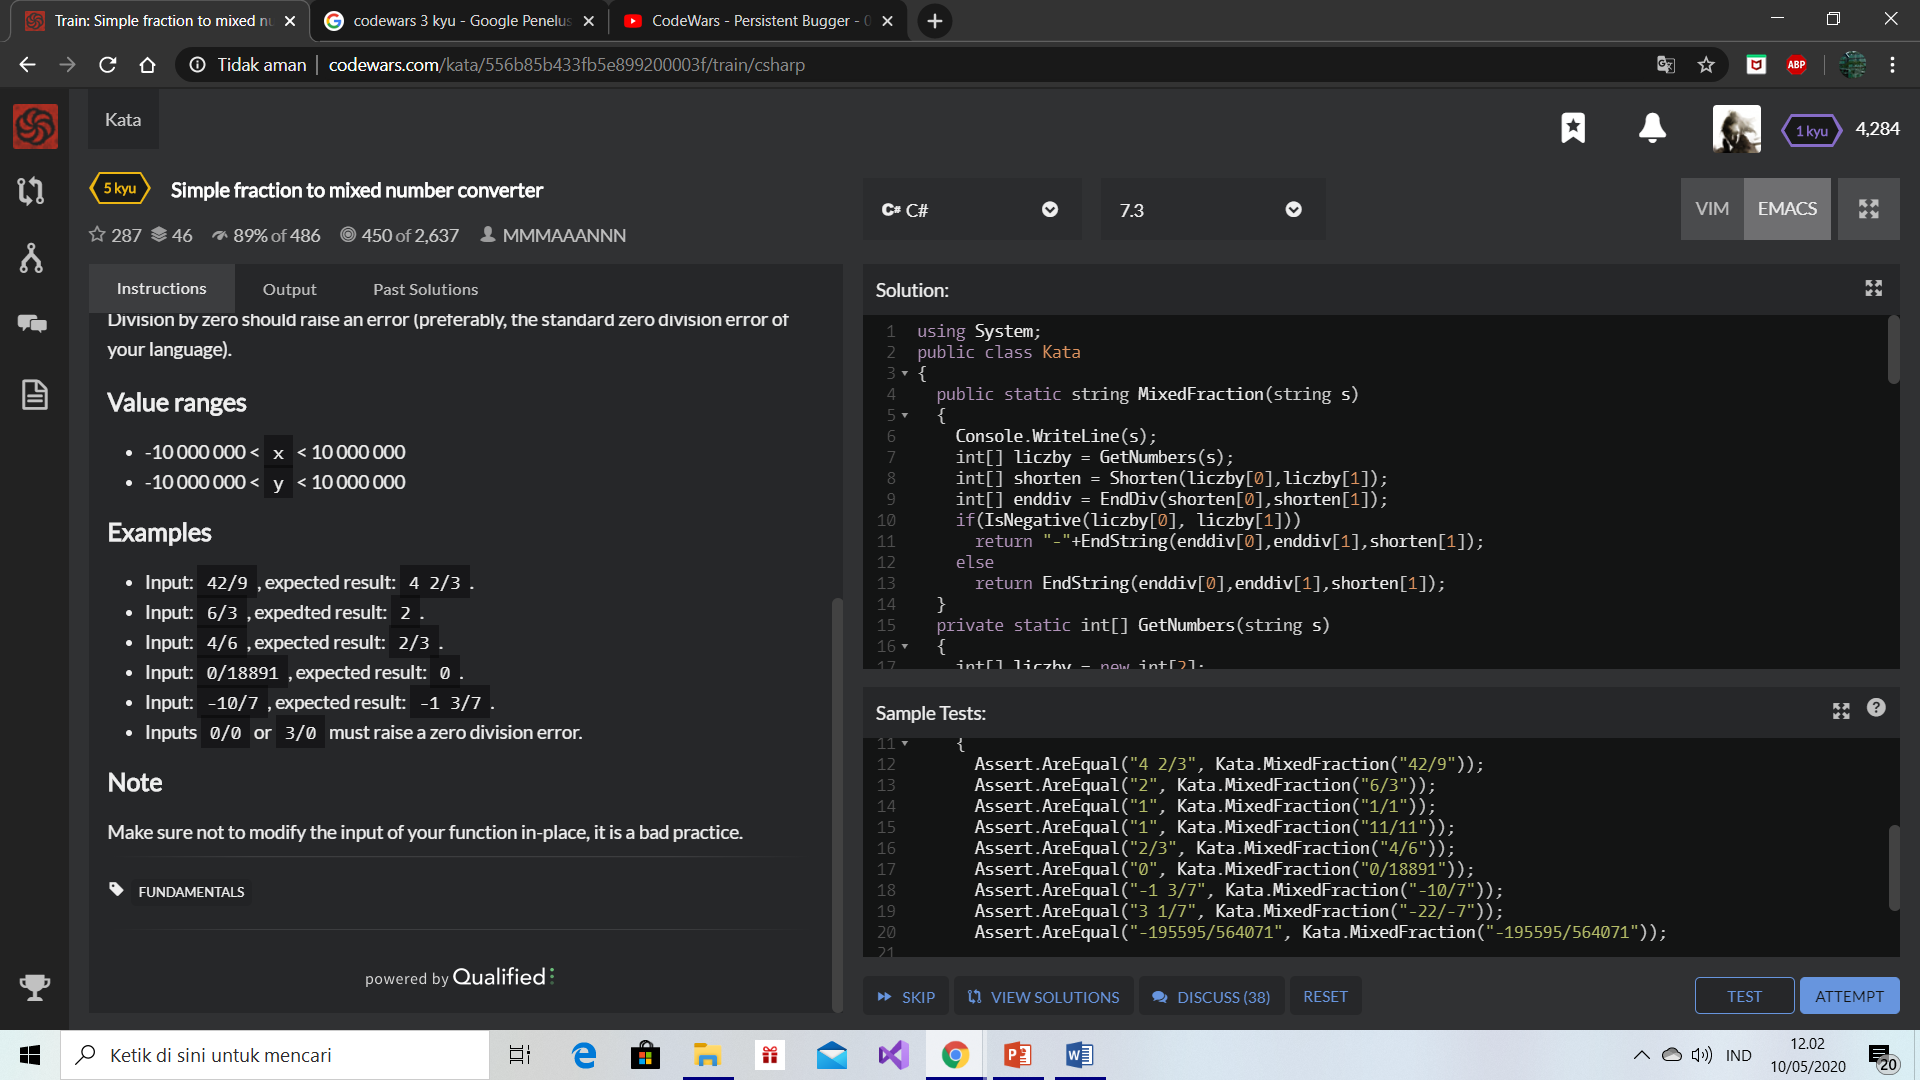 Train: Simple fraction to mixed nu
codewars 3 kyu - Google Penelus
CodeWars - Persistent Bugger - 0
Tidak aman | codewars.com/kata/556b85b433fb5e899200003f/train/csharp
ABP
Kata
1 kyu
4,284
5 kyu
Simple fraction to mixed number converter
287 46 89% of 486 450 of 2,637 MMMAAANNN
C# C#
7.3
VIM
EMACS
Instructions
Output
Past Solutions
Division by zero should raise an error (preferably, the standard zero division error of
your language).
Value ranges
• -10 000 000 < x < 10 000 000
• -10 000 000 < y < 10 000 000
Examples
• Input: 42/9 , expected result: 4 2/3 .
• Input: 6/3 , expedted result: 2 .
• Input: 4/6 , expected result: 2/3 .
• Input: 0/18891 , expected result: 0 .
• Input: -10/7 , expected result: -1 3/7 .
• Inputs 0/0 or 3/0 must raise a zero division error.
Note
Make sure not to modify the input of your function in-place, it is a bad practice.
FUNDAMENTALS
powered by Qualified
Solution:
1 using System;
2 public class Kata
3 {
4 public static string MixedFraction(string s)
5 {
6 Console.WriteLine(s);
7 int[] liczby = GetNumbers(s);
8 int[] shorten = Shorten(liczby[0],liczby[1]);
9 int[] enddiv = EndDiv(shorten[0],shorten[1]);
10 if(IsNegative(liczby[0], liczby[1]))
11 return "-"+EndString(enddiv[0],enddiv[1],shorten[1]);
12 else
13 return EndString(enddiv[0],enddiv[1],shorten[1]);
14 }
15 private static int[] GetNumbers(string s)
16 {
17 int[] liczby = new int[2];
Sample Tests:
?
11 {
12 Assert.AreEqual("4 2/3", Kata.MixedFraction("42/9"));
13 Assert.AreEqual("2", Kata.MixedFraction("6/3"));
14 Assert.AreEqual("1", Kata.MixedFraction("1/1"));
15 Assert.AreEqual("1", Kata.MixedFraction("11/11"));
16 Assert.AreEqual("2/3", Kata.MixedFraction("4/6"));
17 Assert.AreEqual("0", Kata.MixedFraction("0/18891"));
18 Assert.AreEqual("-1 3/7", Kata.MixedFraction("-10/7"));
19 Assert.AreEqual("3 1/7", Kata.MixedFraction("-22/-7"));
20 Assert.AreEqual("-195595/564071", Kata.MixedFraction("-195595/564071"));
21
SKIP
VIEW SOLUTIONS
DISCUSS (38)
RESET
TEST
ATTEMPT
Ketik di sini untuk mencari
IND
12.02
10/05/2020
20